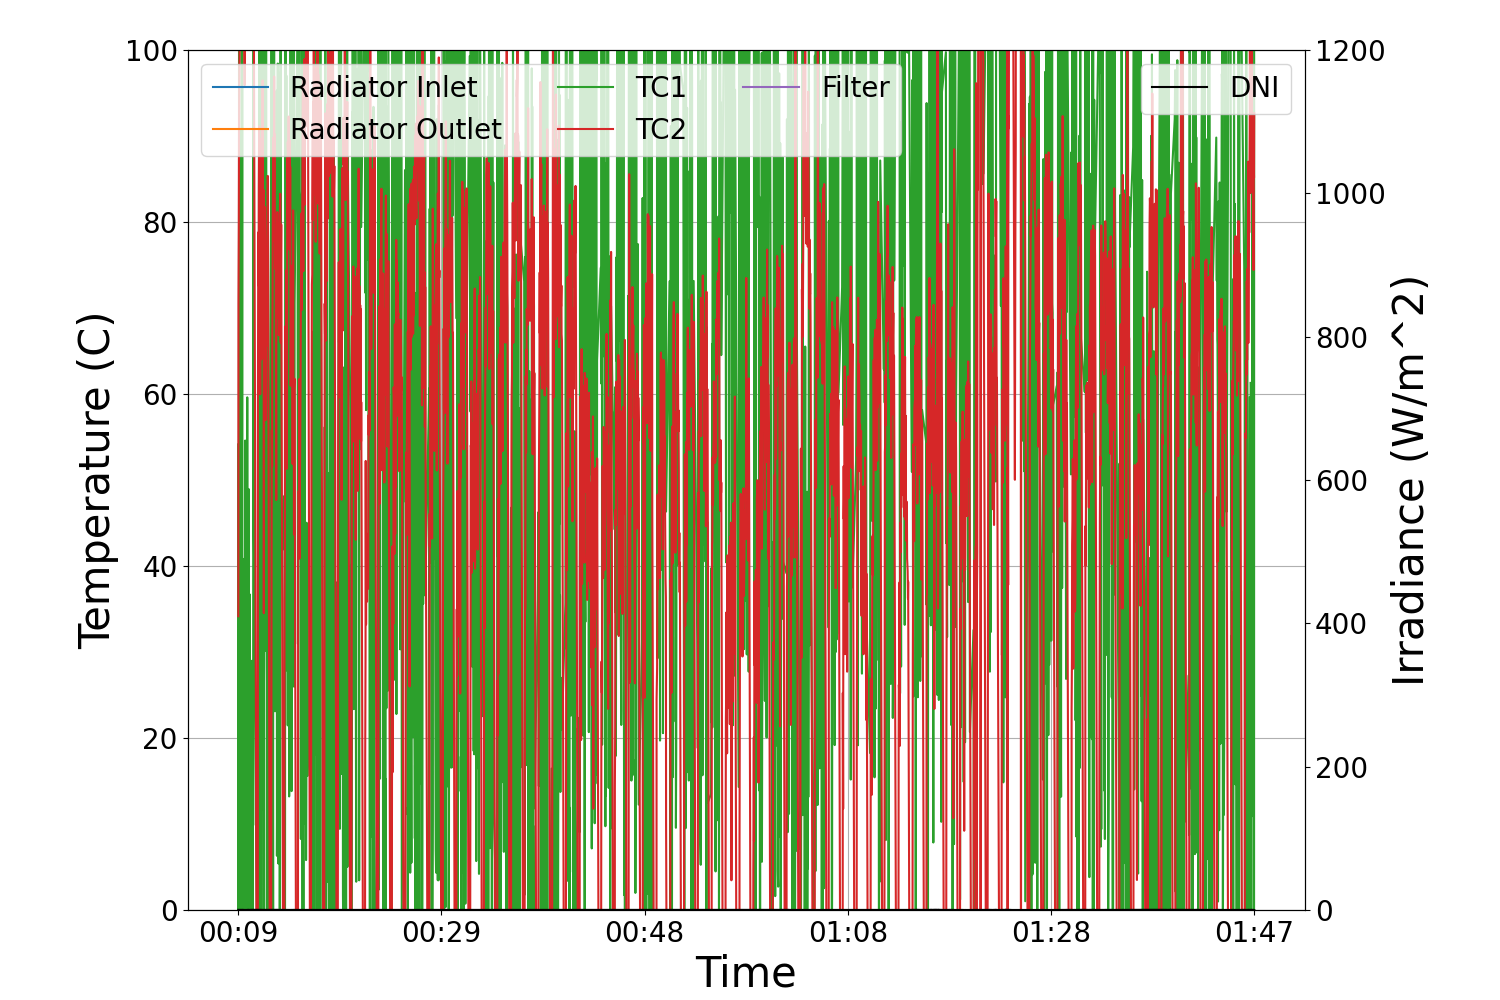 Radiator Inlet
Radiator Outlet
TC1
TC2
Filter
DNI
Temperature (C)
100
80
60
40
20
0
Irradiance (W/m^2)
1200
1000
800
600
400
200
0
00:09 00:29 00:48 01:08 01:28 01:47
Time